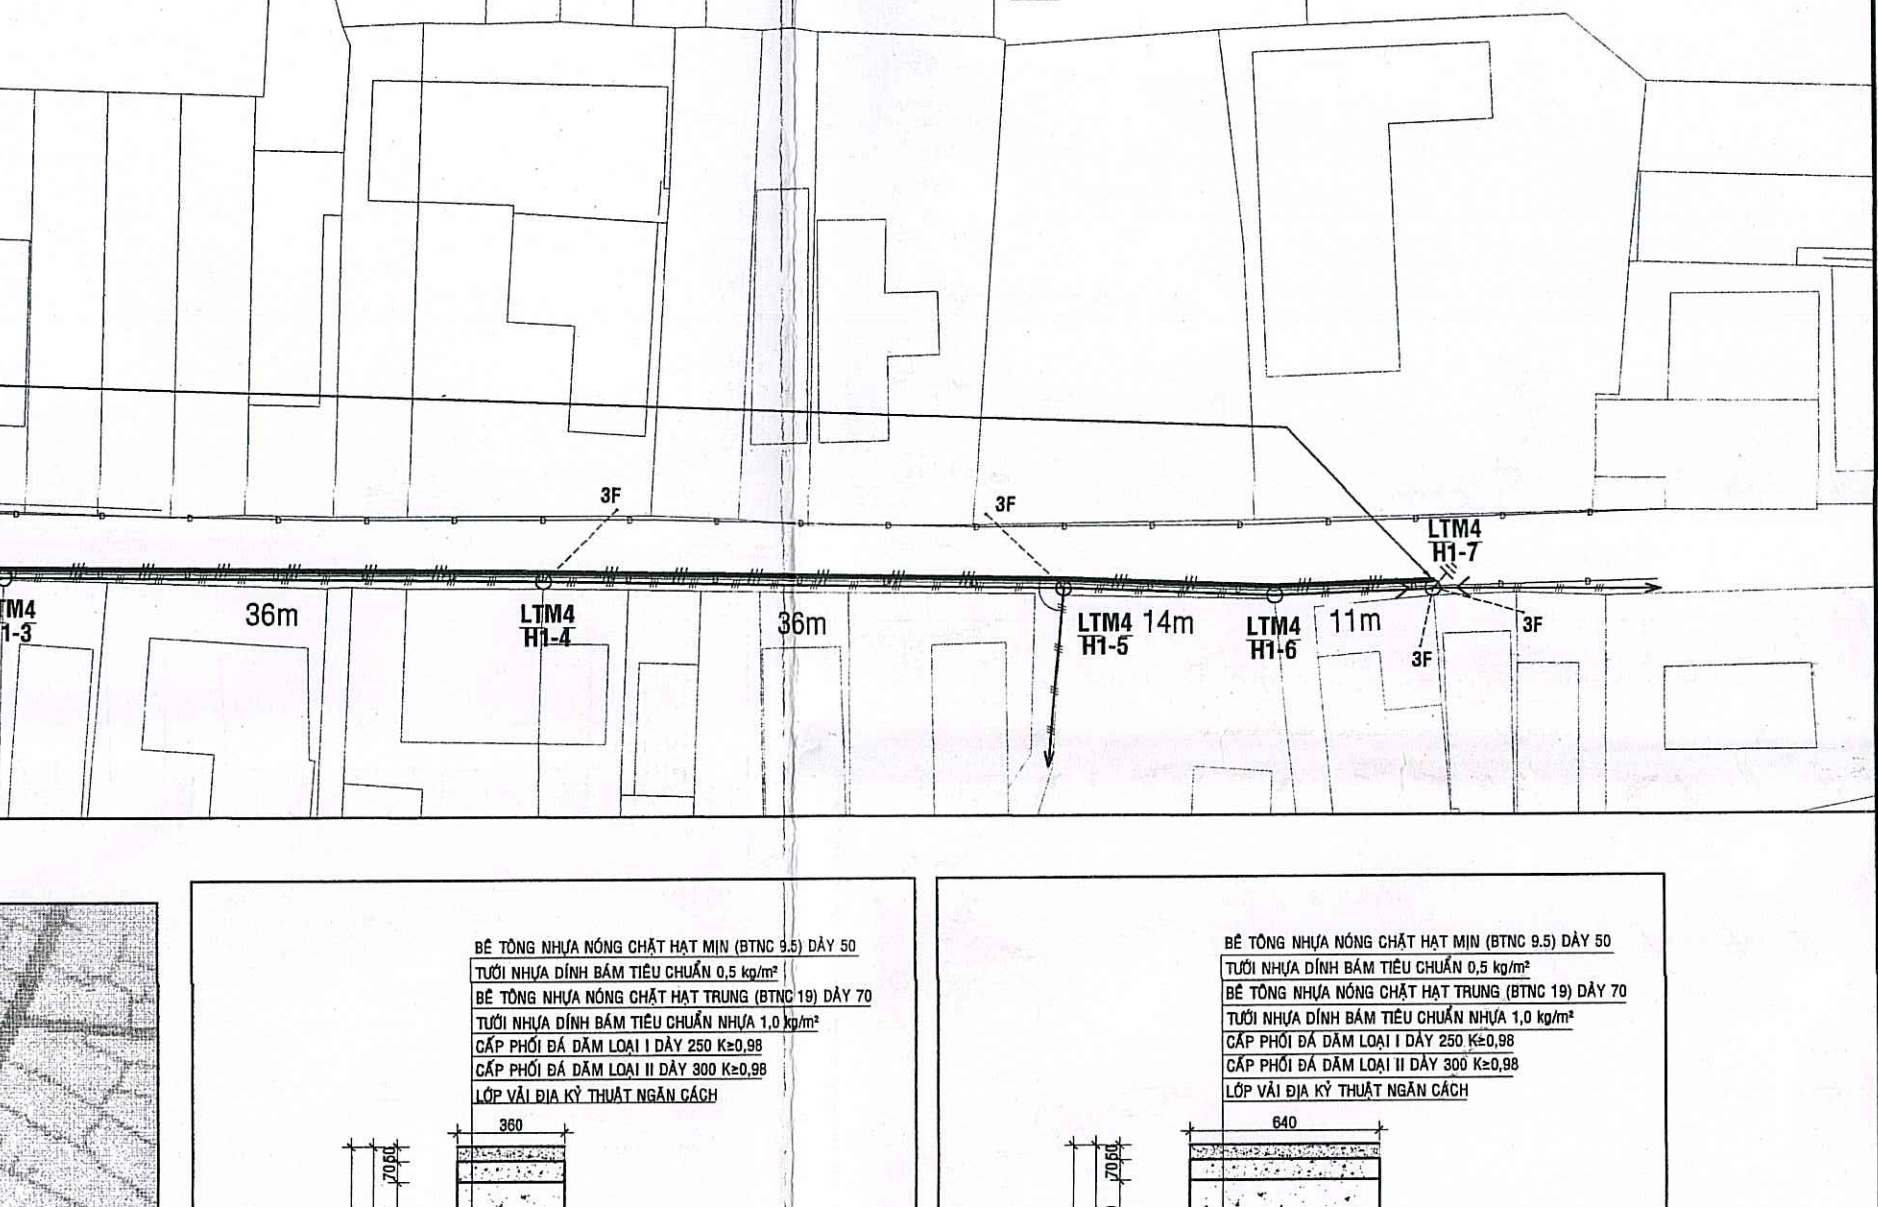 3F
3F
LTM4
H1-7
TM4
1-3
36m
LTM4
H1-4
36m
LTM4
H1-5
14m
LTM4
H1-6
11m
3F
3F
BÊ TÔNG NHỰA NÓNG CHẶT HẠT MỊN (BTNC 9.5) DÀY 50
TƯỚI NHỰA DÍNH BÁM TIÊU CHUẨN 0,5 kg/m²
BÊ TÔNG NHỰA NÓNG CHẶT HẠT TRUNG (BTNC 19) DÀY 70
TƯỚI NHỰA DÍNH BÁM TIÊU CHUẨN NHỰA 1,0 kg/m²
CẤP PHỐI ĐÁ DĂM LOẠI I DÀY 250 K≥0,98
CẤP PHỐI ĐÁ DĂM LOẠI II DÀY 300 K≥0,98
LỚP VẢI ĐỊA KỸ THUẬT NGĂN CÁCH
360
50
70
BÊ TÔNG NHỰA NÓNG CHẶT HẠT MỊN (BTNC 9.5) DÀY 50
TƯỚI NHỰA DÍNH BÁM TIÊU CHUẨN 0,5 kg/m²
BÊ TÔNG NHỰA NÓNG CHẶT HẠT TRUNG (BTNC 19) DÀY 70
TƯỚI NHỰA DÍNH BÁM TIÊU CHUẨN NHỰA 1,0 kg/m²
CẤP PHỐI ĐÁ DĂM LOẠI I DÀY 250 K≥0,98
CẤP PHỐI ĐÁ DĂM LOẠI II DÀY 300 K≥0,98
LỚP VẢI ĐỊA KỸ THUẬT NGĂN CÁCH
640
50
70